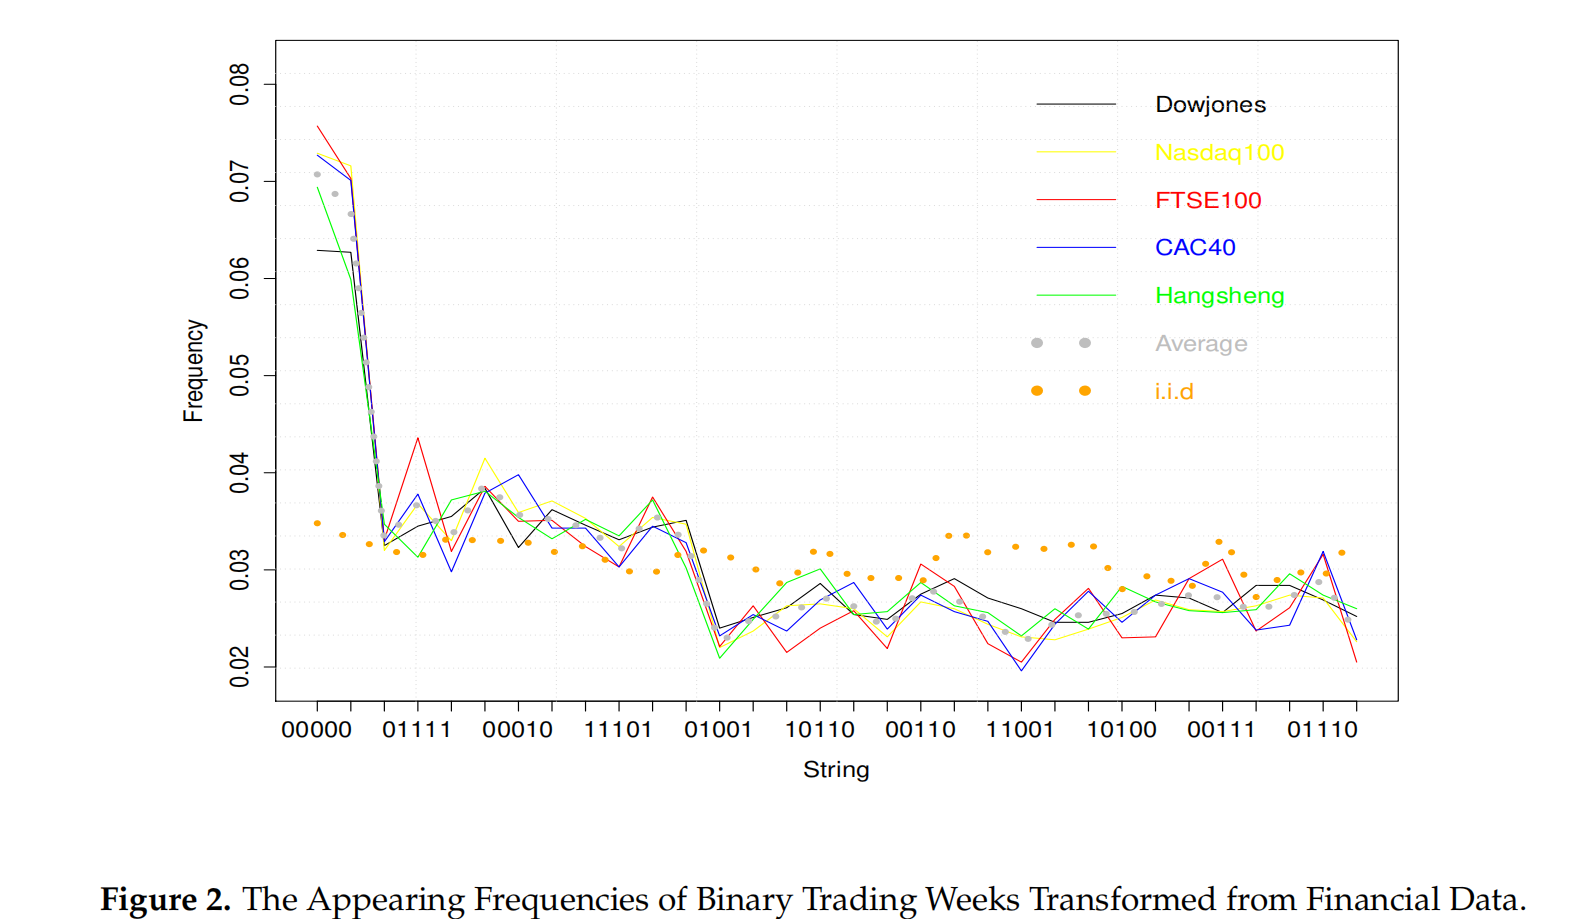 0.08
0.07
0.06
0.05
0.04
0.03
0.02
Frequency
Dowjones
Nasdaq100
FTSE100
CAC40
Hangsheng
Average
i.i.d
00000 01111 00010 11101 01001 10110 00110 11001 10100 00111 01110
String
Figure 2. The Appearing Frequencies of Binary Trading Weeks Transformed from Financial Data.